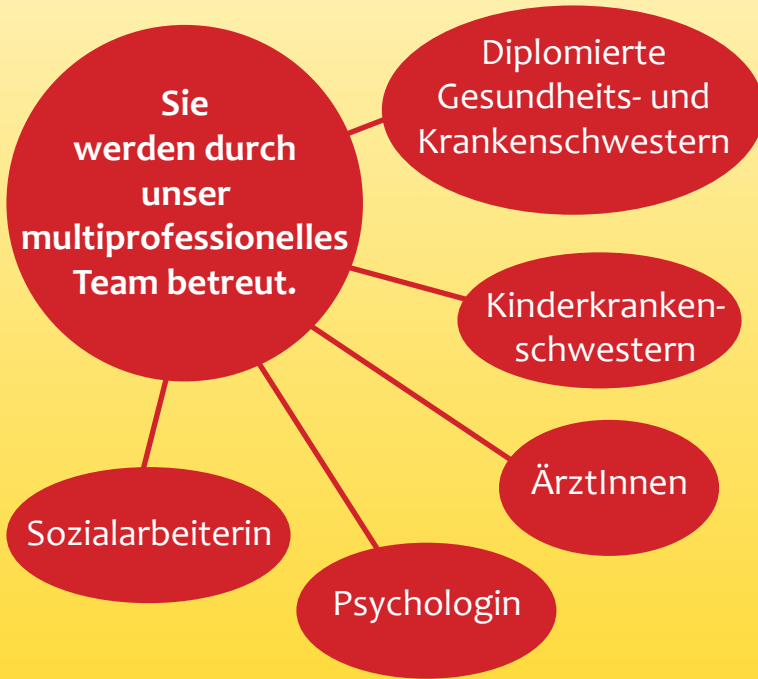 Sie
werden durch
unser
multiprofessionelles
Team betreut.
Diplomierte
Gesundheits- und
Krankenschwestern
Kinderkranken-
schwestern
ÄrztInnen
Psychologin
Sozialarbeiterin